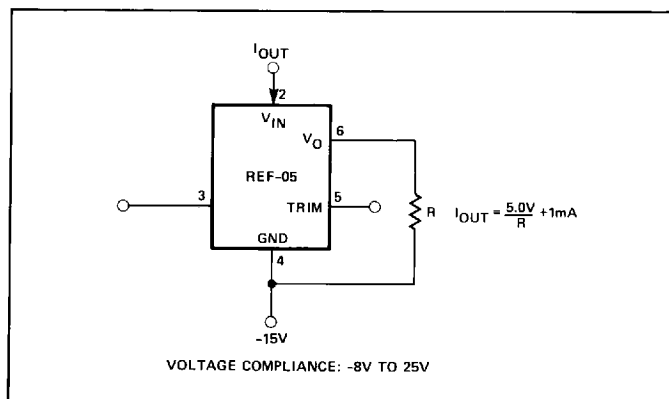 IOUT
2
VIN
VO
6
REF-05
3
TRIM
5
R
IOUT = 5.0V/R + 1mA
GND
4
-15V
VOLTAGE COMPLIANCE: -8V TO 25V